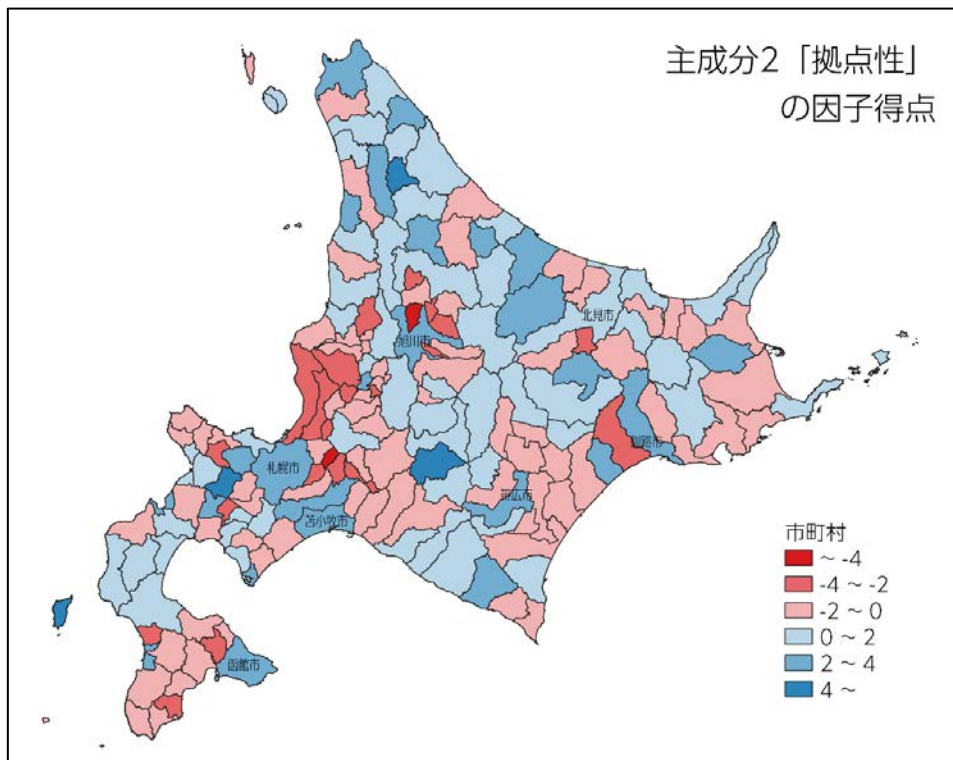 主成分2「拠点性」
の因子得点
北見市
旭川市
釧路市
札幌市
帯広市
苫小牧市
函館市
市町村
～ -4
-4 ～ -2
-2 ～ 0
0 ～ 2
2 ～ 4
4 ～